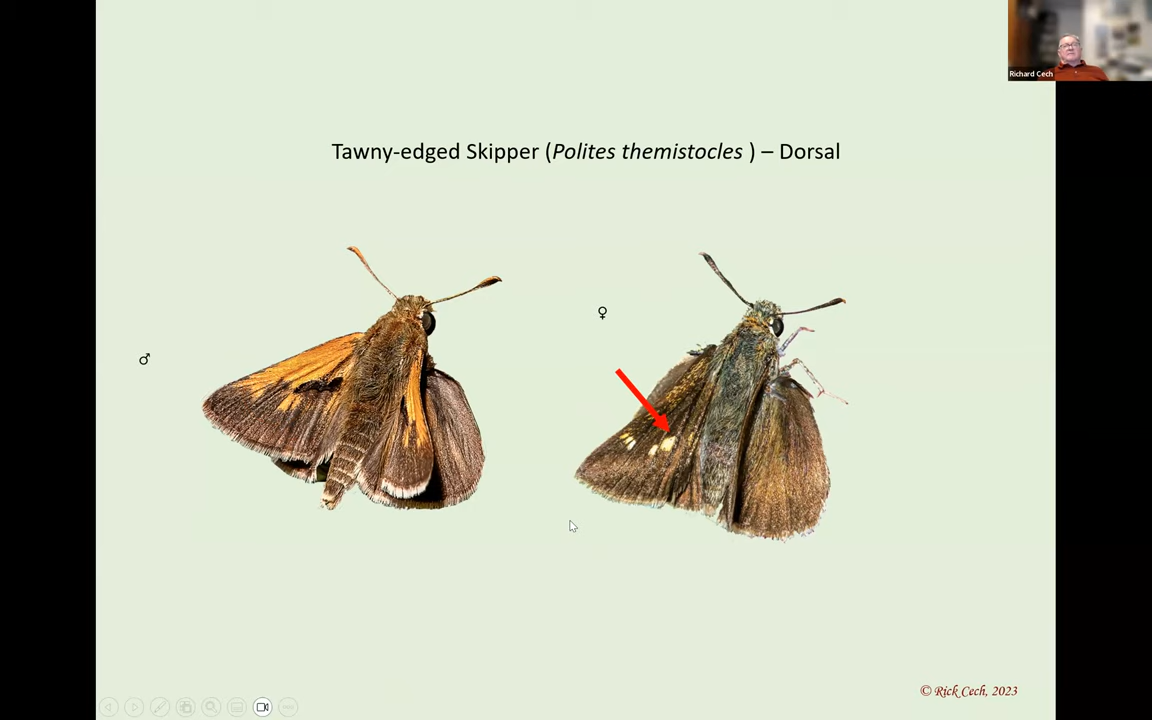 Richard Cech
Tawny-edged Skipper (Polites themistocles ) – Dorsal
♂
♀
© Rick Cech, 2023